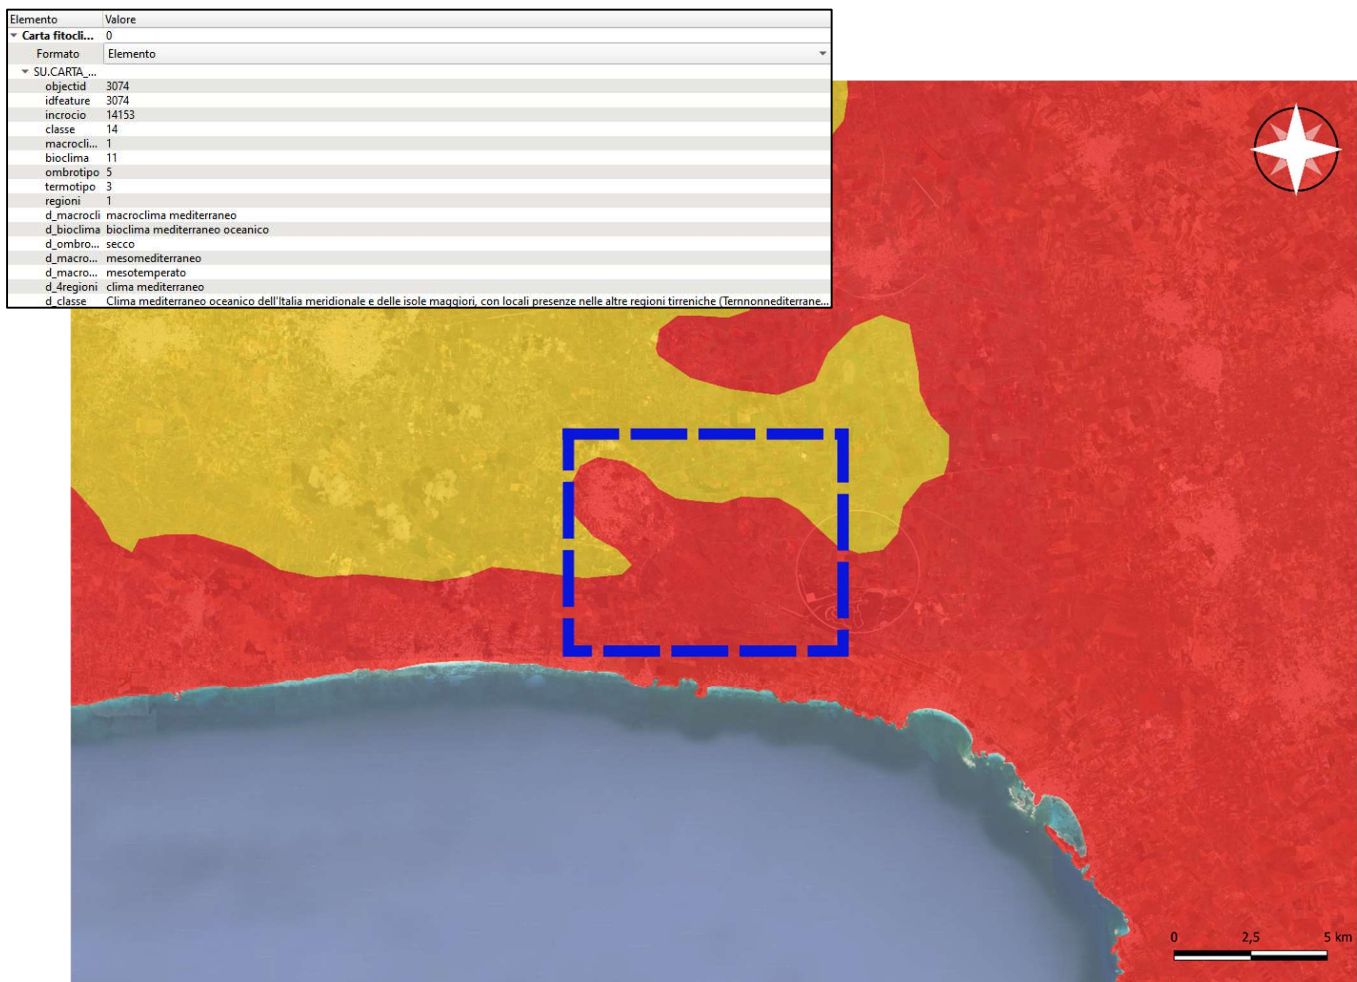 Elemento Valore
Carta fitocli... 0
Formato Elemento
SU.CARTA_...
objectid 3074
idfeature 3074
incrocio 14153
classe 14
macrocli... 1
bioclima 11
ombrotipo 5
termotipo 3
regioni 1
d_macrocli macroclima mediterraneo
d_bioclima bioclima mediterraneo oceanico
d_ombro... secco
d_macro... mesomediterraneo
d_macro... mesotemperato
d_4regioni clima mediterraneo
d_classe Clima mediterraneo oceanico dell'Italia meridionale e delle isole maggiori, con locali presenze nelle altre regioni tirreniche (Ternnonnediterrane...
0 2,5 5 km